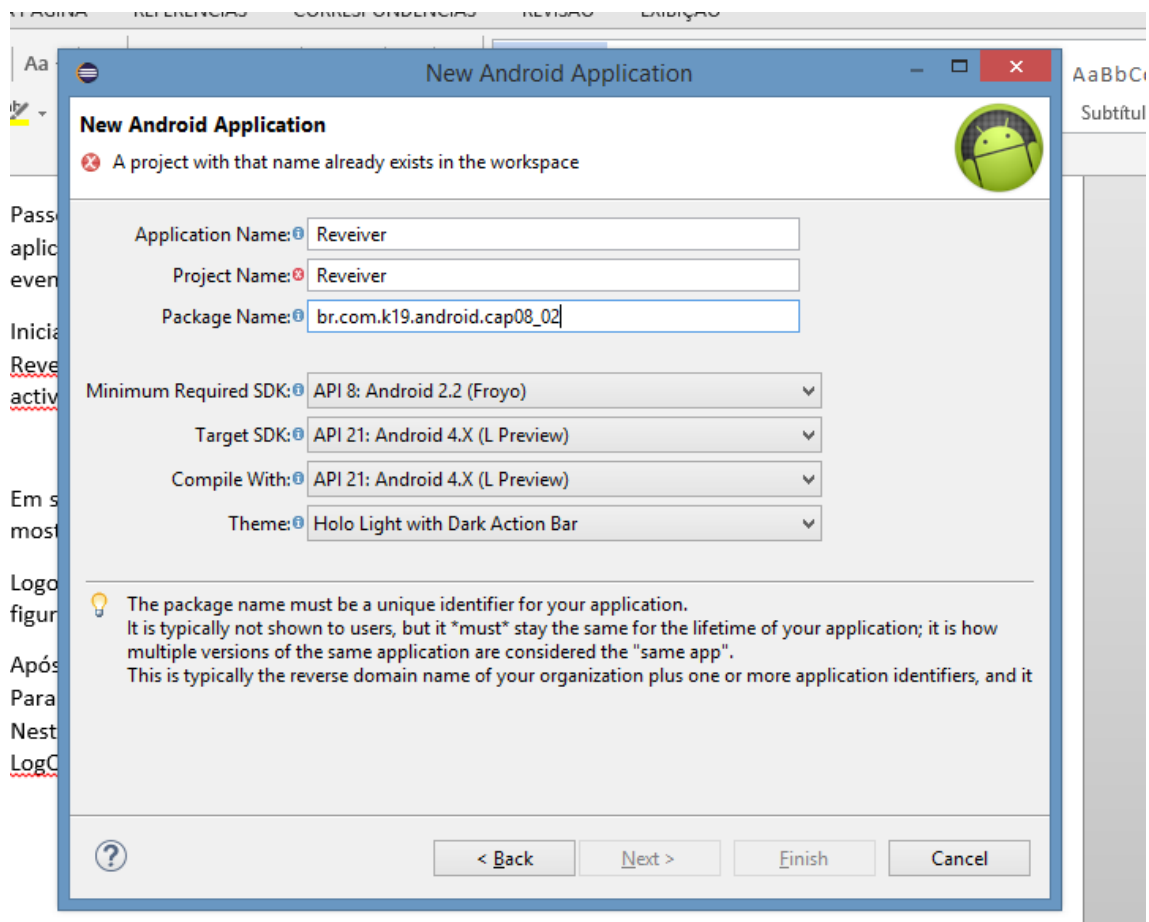 Aa
New Android Application
AaBbC
Subtítul
New Android Application
A project with that name already exists in the workspace
Application Name: Reveiver
Project Name: Reveiver
Package Name: br.com.k19.android.cap08_02
Minimum Required SDK: API 8: Android 2.2 (Froyo)
Target SDK: API 21: Android 4.X (L Preview)
Compile With: API 21: Android 4.X (L Preview)
Theme: Holo Light with Dark Action Bar
The package name must be a unique identifier for your application.
It is typically not shown to users, but it *must* stay the same for the lifetime of your application; it is how
multiple versions of the same application are considered the "same app".
This is typically the reverse domain name of your organization plus one or more application identifiers, and it
< Back
Next >
Finish
Cancel
Pass
aplic
even
Inicia
Reve
activ
Em s
most
Logo
figur
Após
Para
Nest
Log